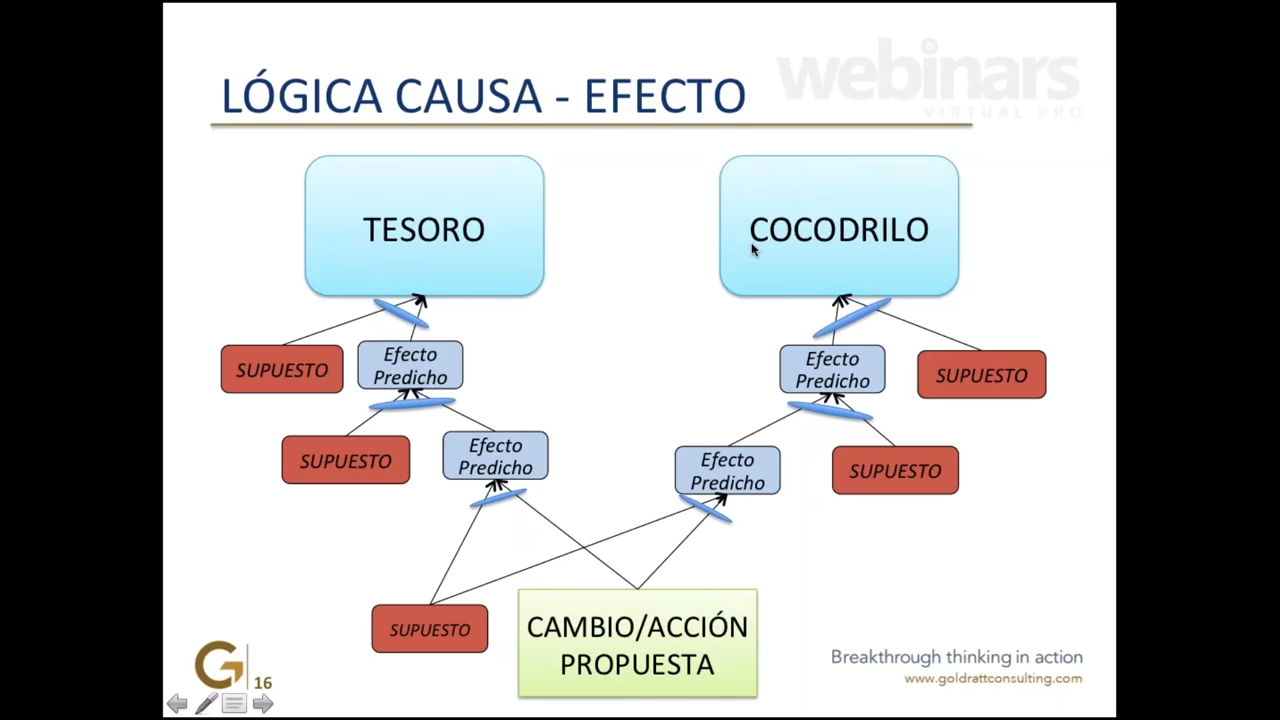 webinars
VIRTUAL PRO
LÓGICA CAUSA - EFECTO
TESORO
COCODRILO
SUPUESTO
Efecto
Predicho
Efecto
Predicho
SUPUESTO
SUPUESTO
Efecto
Predicho
Efecto
Predicho
SUPUESTO
SUPUESTO
CAMBIO/ACCIÓN
PROPUESTA
G
16
Breakthrough thinking in action
www.goldrattconsulting.com